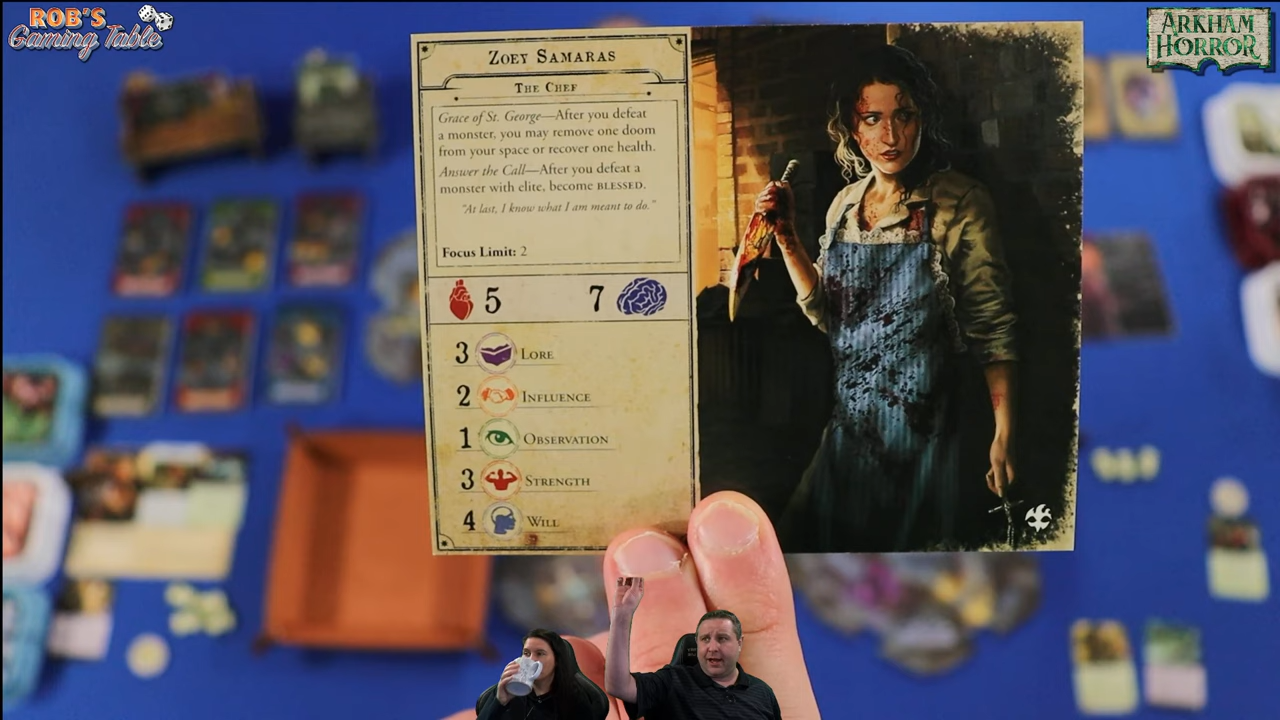 ROB'S
Gaming Table
ARKHAM
HORROR
ZOEY SAMARAS
THE CHEF
Grace of St. George—After you defeat
a monster, you may remove one doom
from your space or recover one health.
Answer the Call—After you defeat a
monster with elite, become BLESSED.
"At last, I know what I am meant to do."
Focus Limit: 2
5 7
3 LORE
2 INFLUENCE
1 OBSERVATION
3 STRENGTH
4 WILL